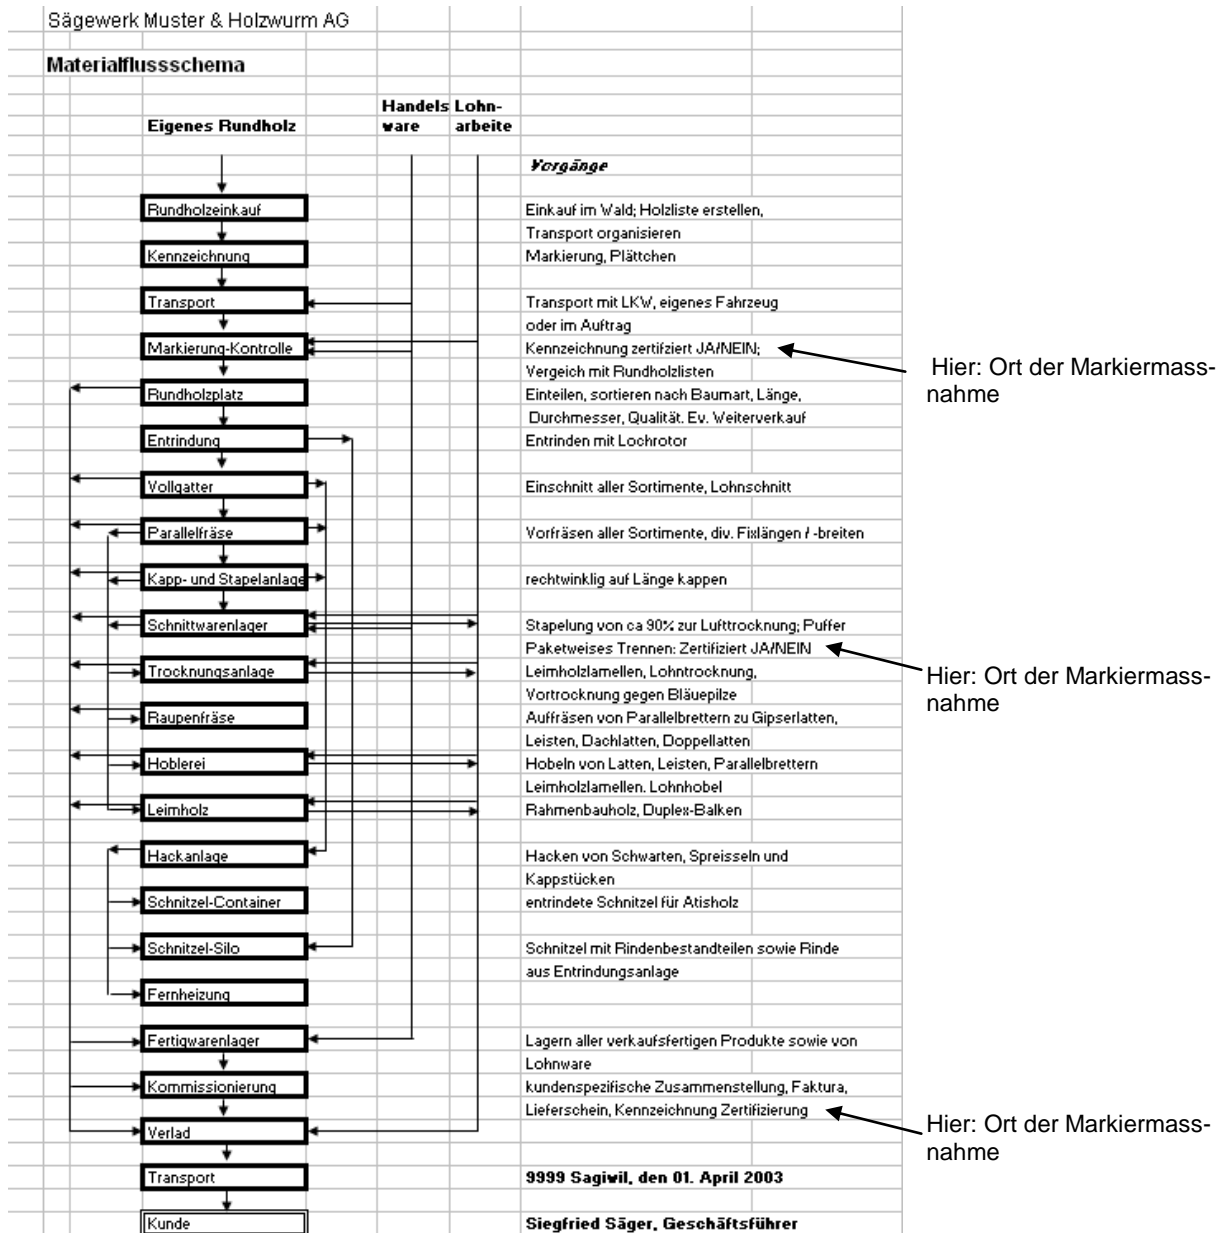 Sägewerk Muster & Holzwurm AG
Materialflussschema
Handels Lohn-
Eigenes Rundholz ware arbeite
Vorgänge
Rundholzeinkauf Einkauf im Wald; Holzliste erstellen,
Transport organisieren
Kennzeichnung Markierung, Plättchen
Transport Transport mit LKW, eigenes Fahrzeug
oder im Auftrag
Markierung-Kontrolle Kennzeichnung zertifziert JA/NEIN;
Hier: Ort der Markiermass-
nahme
Vergeich mit Rundholzlisten
Rundholzplatz Einteilen, sortieren nach Baumart, Länge,
Durchmesser, Qualität. Ev. Weiterverkauf
Entrindung Entrinden mit Lochrotor
Vollgatter Einschnitt aller Sortimente, Lohnschnitt
Parallelfräse Vorfräsen aller Sortimente, div. Fixlängen / -breiten
Kapp- und Stapelanlage rechtwinklig auf Länge kappen
Schnittwarenlager Stapelung von ca 90% zur Lufttrocknung; Puffer
Paketweises Trennen: Zertifiziert JA/NEIN
Hier: Ort der Markiermass-
nahme
Trocknungsanlage Leimholzlamellen, Lohntrocknung,
Vortrocknung gegen Bläuepilze
Raupenfräse Auffräsen von Parallelbrettern zu Gipserlatten,
Leisten, Dachlatten, Doppellatten
Hoblerei Hobeln von Latten, Leisten, Parallelbrettern
Leimholzlamellen. Lohnhobel
Leimholz Rahmenbauholz, Duplex-Balken
Hackanlage Hacken von Schwarten, Spreisseln und
Kappstücken
Schnitzel-Container entrindete Schnitzel für Atisholz
Schnitzel-Silo Schnitzel mit Rindenbestandteilen sowie Rinde
aus Entrindungsanlage
Fernheizung
Fertigwarenlager Lagern aller verkaufsfertigen Produkte sowie von
Lohnware
Kommissionierung kundenspezifische Zusammenstellung, Faktura,
Lieferschein, Kennzeichnung Zertifizierung
Hier: Ort der Markiermass-
nahme
Verlad
Transport 9999 Sagiwil, den 01. April 2003
Kunde Siegfried Säger, Geschäftsführer